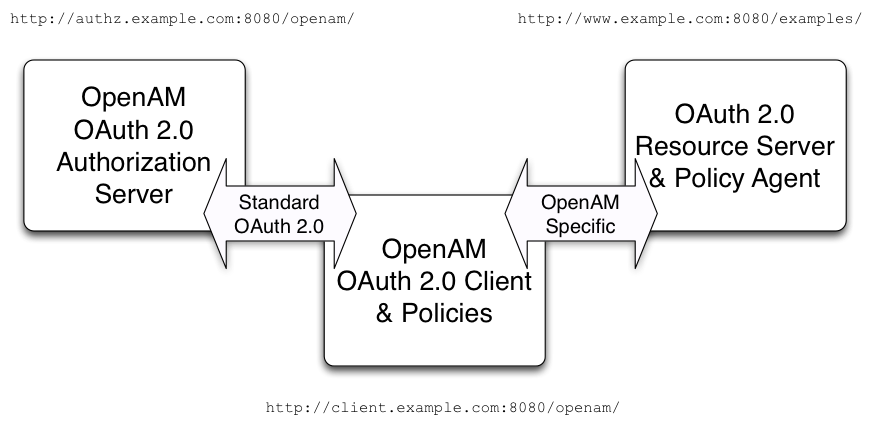 http://authz.example.com:8080/openam/
http://www.example.com:8080/examples/
OpenAM
OAuth 2.0
Authorization
Server
OAuth 2.0
Resource Server
& Policy Agent
Standard
OAuth 2.0
OpenAM
Specific
OpenAM
OAuth 2.0 Client
& Policies
http://client.example.com:8080/openam/